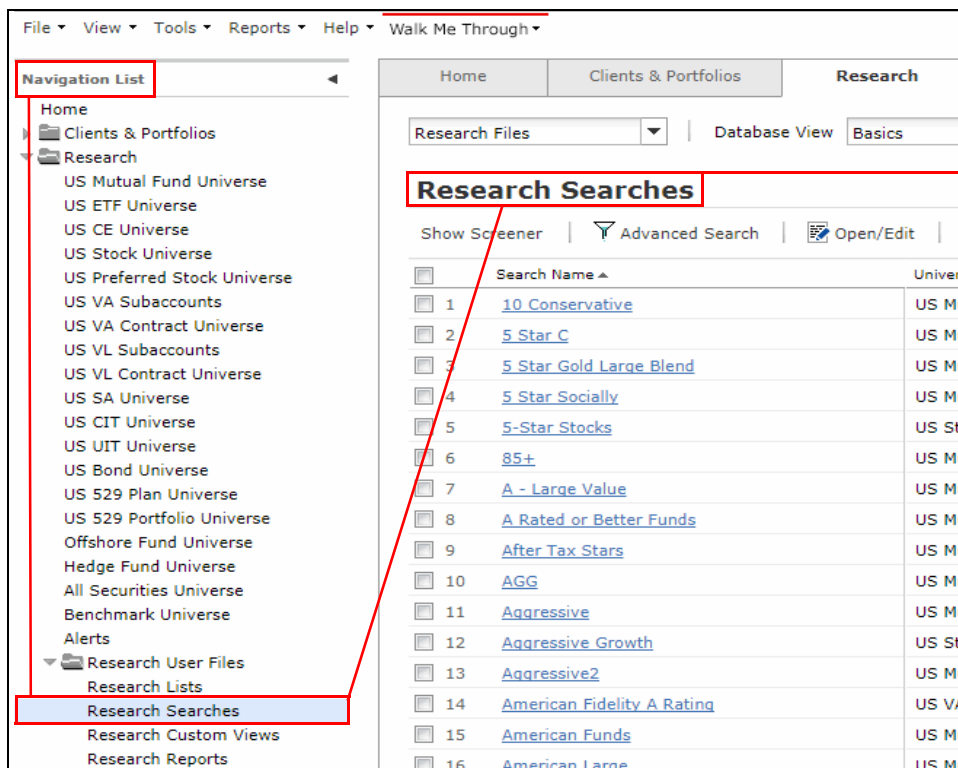 File View Tools Reports Help Walk Me Through
Navigation List
Home
Clients & Portfolios
Research
US Mutual Fund Universe
US ETF Universe
US CE Universe
US Stock Universe
US Preferred Stock Universe
US VA Subaccounts
US VA Contract Universe
US VL Subaccounts
US VL Contract Universe
US SA Universe
US CIT Universe
US UIT Universe
US Bond Universe
US 529 Plan Universe
US 529 Portfolio Universe
Offshore Fund Universe
Hedge Fund Universe
All Securities Universe
Benchmark Universe
Alerts
Research User Files
Research Lists
Research Searches
Research Custom Views
Research Reports
Home Clients & Portfolios Research
Research Files Database View Basics
Research Searches
Show Screener Advanced Search Open/Edit
Search Name Univer
1 10 Conservative US M
2 5 Star C US M
3 5 Star Gold Large Blend US M
4 5 Star Socially US M
5 5-Star Stocks US St
6 85+ US M
7 A - Large Value US M
8 A Rated or Better Funds US M
9 After Tax Stars US M
10 AGG US M
11 Aggressive US M
12 Aggressive Growth US St
13 Aggressive2 US M
14 American Fidelity A Rating US VA
15 American Funds US M
16 American Large US M